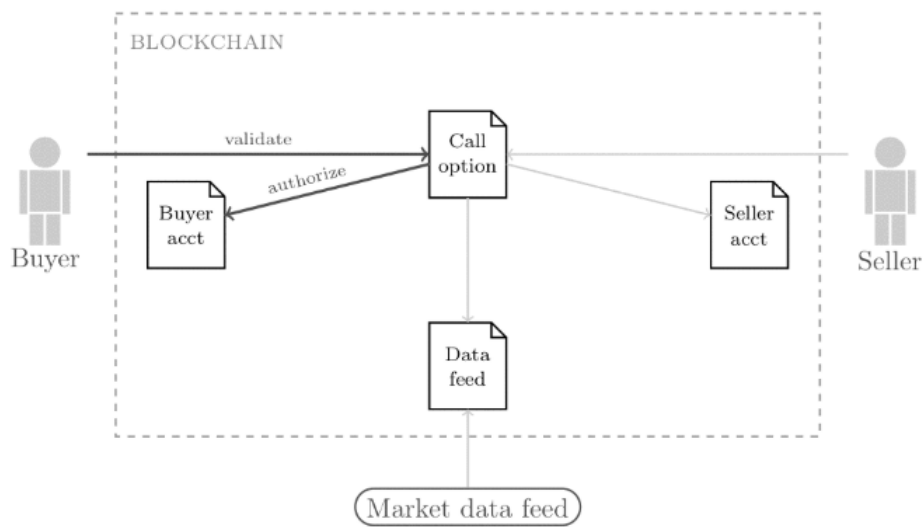 BLOCKCHAIN
validate
authorize
Call
option
Buyer
acct
Seller
acct
Buyer
Seller
Data
feed
Market data feed